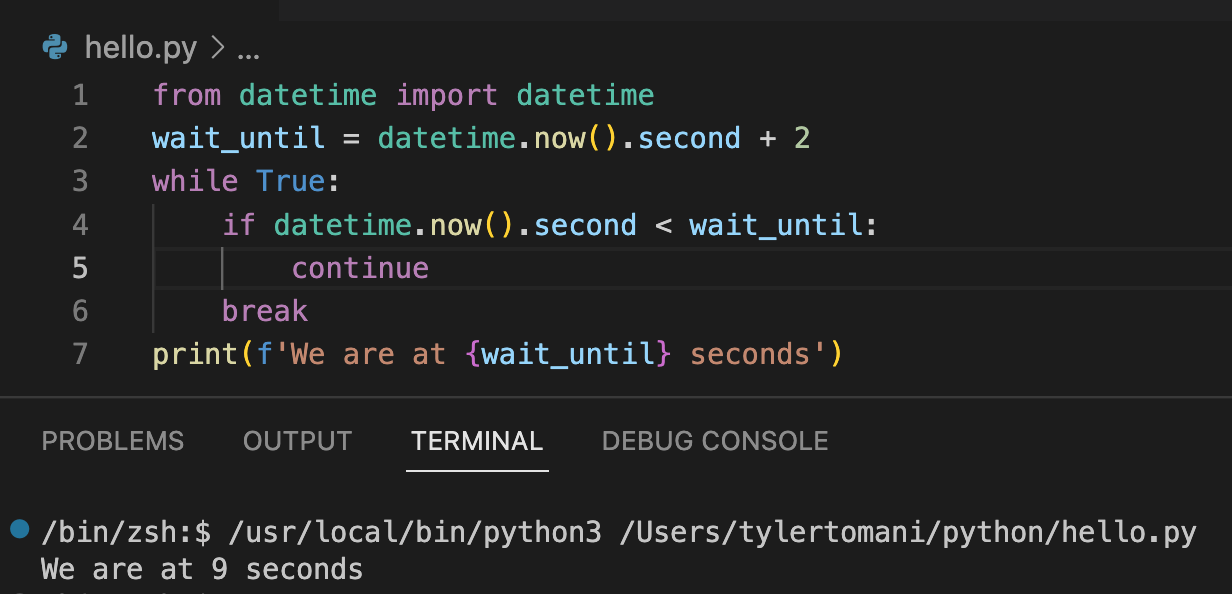 hello.py > ...
1 from datetime import datetime
2 wait_until = datetime.now().second + 2
3 while True:
4     if datetime.now().second < wait_until:
5         continue
6     break
7 print(f'We are at {wait_until} seconds')
PROBLEMS OUTPUT TERMINAL DEBUG CONSOLE
/bin/zsh:$ /usr/local/bin/python3 /Users/tylertomani/python/hello.py
We are at 9 seconds